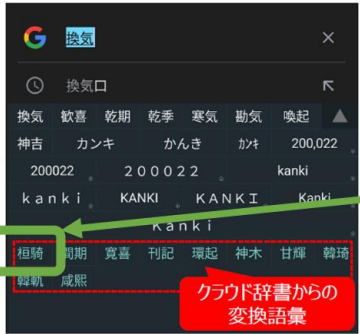 G 換気 ×
換気口
換気 歓喜 乾期 乾季 寒気 勘気 喚起
神吉 カンキ かんき ｶﾝｷ 200,022
200022 ２０００２２ kanki
ｋａｎｋｉ KANKI ＫＡＮＫＩ Kanki
Ｋａｎｋｉ
桓騎 間期 寛喜 刊記 環起 神木 甘輝 韓琦
韓軌 咸熙
クラウド辞書からの
変換語彙